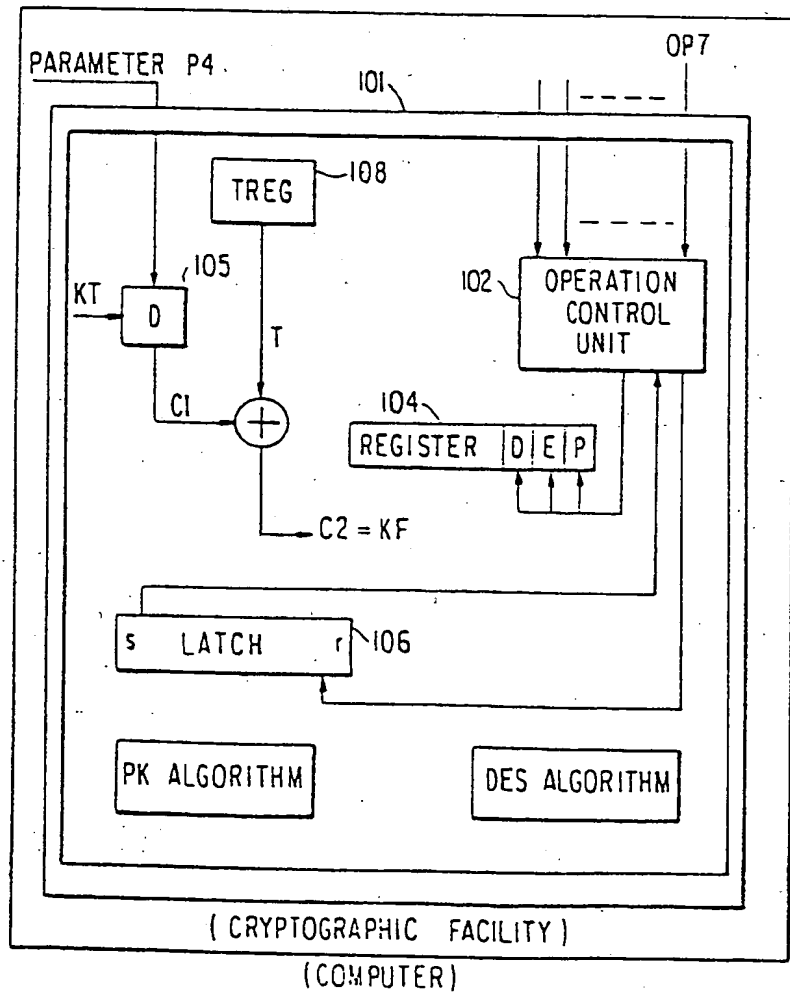 OP7
PARAMETER P4
101
108
TREG
105
102
OPERATION
CONTROL
UNIT
KT
D
T
C1
104
REGISTER D E P
C2 = KF
s LATCH r
106
PK ALGORITHM
DES ALGORITHM
(CRYPTOGRAPHIC FACILITY)
(COMPUTER)